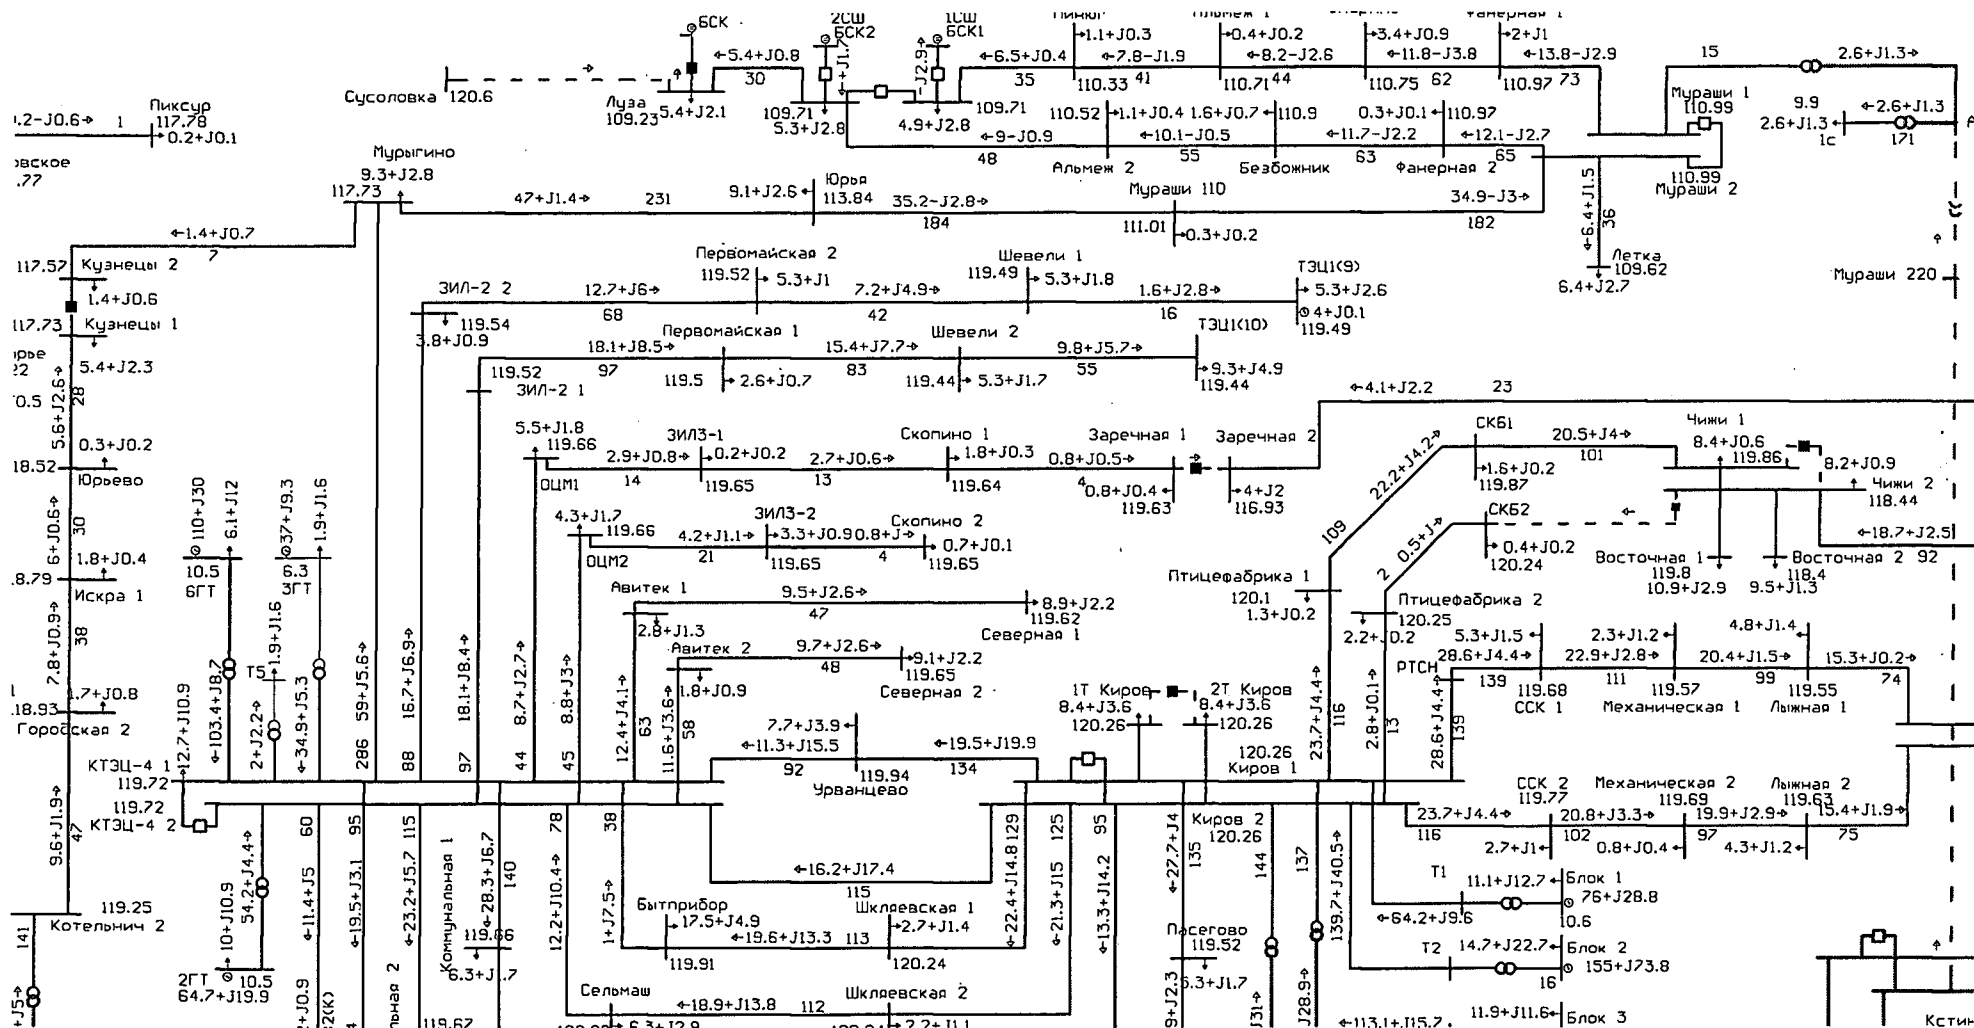 БСК
2СШ
БСК2
1СШ
БСК1
1.1+J0.3
0.4+J0.2
3.4+J0.9
2+J1
5.4+J0.8
30
6.5+J0.4
35
7.8-J1.9
41
8.2-J2.6
44
11.8-J3.8
62
13.8-J2.9
73
15
2.6+J1.3
110.33
110.71
110.75
110.97
Сусоловка
120.6
Луза
109.23
5.4+J2.1
109.71
5.3+J2.8
109.71
4.9+J2.8
110.52
1.1+J0.4
1.6+J0.7
110.9
0.3+J0.1
110.97
Мураши 1
110.99
9.9
2.6+J1.3
2.6+J1.3
1с
171
Пиксур
117.78
0.2+J0.1
1
9-J0.9
48
10.1-J0.5
55
11.7-J2.2
63
12.1-J2.7
65
Альмеж 2
Безбожник
Фанерная 2
110.99
Мураши 2
Мурыгино
9.3+J2.8
117.73
47+J1.4
231
Юрья
9.1+J2.6
113.84
35.2-J2.8
184
Мураши 110
111.01
0.3+J0.2
34.9-J3
182
6.4+J1.5
36
Летка
109.62
6.4+J2.7
Мураши 220
1.4+J0.7
7
117.57
Кузнецы 2
1.4+J0.6
117.73
Кузнецы 1
5.4+J2.3
5.6+J2.6
28
ЗИЛ-2 2
119.54
3.8+J0.9
12.7+J6
68
Первомайская 2
119.52
5.3+J1
7.2+J4.9
42
Шевели 1
119.49
5.3+J1.8
1.6+J2.8
16
ТЭЦ1(9)
5.3+J2.6
4+J0.1
119.49
119.52
ЗИЛ-2 1
18.1+J8.5
97
Первомайская 1
119.5
2.6+J0.7
15.4+J7.7
83
Шевели 2
119.44
5.3+J1.7
9.8+J5.7
55
ТЭЦ1(10)
9.3+J4.9
119.44
4.1+J2.2
23
0.3+J0.2
Юрьево
5.5+J1.8
119.66
ОЦМ1
2.9+J0.8
14
ЗИЛЗ-1
0.2+J0.2
119.65
2.7+J0.6
13
Скопино 1
1.8+J0.3
119.64
0.8+J0.5
4
Заречная 1
0.8+J0.4
119.63
Заречная 2
4+J2
116.93
СКБ1
1.6+J0.2
119.87
20.5+J4
101
Чижи 1
8.4+J0.6
119.86
8.2+J0.9
Чижи 2
118.44
22.2+J4.2
109
СКБ2
0.4+J0.2
120.24
2
0.5+J
Восточная 1
119.8
10.9+J2.9
Восточная 2
118.4
9.5+J1.3
18.7+J2.5
92
6+J0.6
30
1.8+J0.4
Искра 1
110+J30
6.1+J12
10.5
6ГТ
37+J9.3
1.9+J1.6
6.3
3ГТ
4.3+J1.7
119.66
ОЦМ2
4.2+J1.1
21
ЗИЛЗ-2
3.3+J0.9
119.65
0.8+J
4
Скопино 2
0.7+J0.1
119.65
Авитек 1
2.8+J1.3
9.5+J2.6
47
8.9+J2.2
119.62
Северная 1
Авитек 2
1.8+J0.9
9.7+J2.6
48
9.1+J2.2
119.65
Северная 2
Птицефабрика 1
120.1
1.3+J0.2
Птицефабрика 2
120.25
2.2+J0.2
РТСН
5.3+J1.5
28.6+J4.4
139
119.68
ССК 1
2.3+J1.2
22.9+J2.8
111
119.57
Механическая 1
4.8+J1.4
20.4+J1.5
99
119.55
Лыжная 1
15.3+J0.2
74
7.8+J0.9
38
1.7+J0.8
Городская 2
Т5
1.9+J1.6
12.7+J10.9
103.4+J8.7
2+J2.2
34.9+J5.3
59+J5.6
286
16.7+J6.9
88
18.1+J8.4
97
8.7+J2.7
44
8.8+J3
45
12.4+J4.1
63
11.6+J3.6
58
7.7+J3.9
11.3+J15.5
92
19.5+J19.9
134
119.94
Урванцево
1Т Киров
8.4+J3.6
120.26
2Т Киров
8.4+J3.6
120.26
120.26
Киров 1
23.7+J4.4
116
2.8+J0.1
13
28.6+J4.4
139
КТЭЦ-4 1
119.72
119.72
КТЭЦ-4 2
9.6+J1.9
47
119.25
Котельнич 2
141
10+J10.9
54.2+J4.4
2ГТ
64.7+J19.9
10.5
60
11.4+J5
95
19.5+J3.1
115
23.2+J5.7
Коммунальная 1
28.3+J6.7
140
119.66
6.3+J1.7
78
12.2+J10.4
38
1+J7.5
16.2+J17.4
115
Бытприбор
17.5+J4.9
119.91
19.6+J13.3
113
Шкляевская 1
2.7+J1.4
120.24
129
22.4+J14.8
125
21.3+J15
95
13.3+J14.2
Киров 2
120.26
27.7+J4
135
Пасегово
119.52
6.3+J1.7
144
137
139.7+J40.5
ССК 2
119.77
23.7+J4.4
116
2.7+J1
20.8+J3.3
102
Механическая 2
119.69
0.8+J0.4
19.9+J2.9
97
Лыжная 2
119.63
4.3+J1.2
15.4+J1.9
75
Т1
64.2+J9.6
11.1+J12.7
Блок 1
76+J28.8
10.6
Т2
14.7+J22.7
Блок 2
155+J73.8
16
11.9+J11.6
Блок 3
113.1+J15.7
Сельмаш
6.3+J2.9
18.9+J13.8
112
Шкляевская 2
119.67